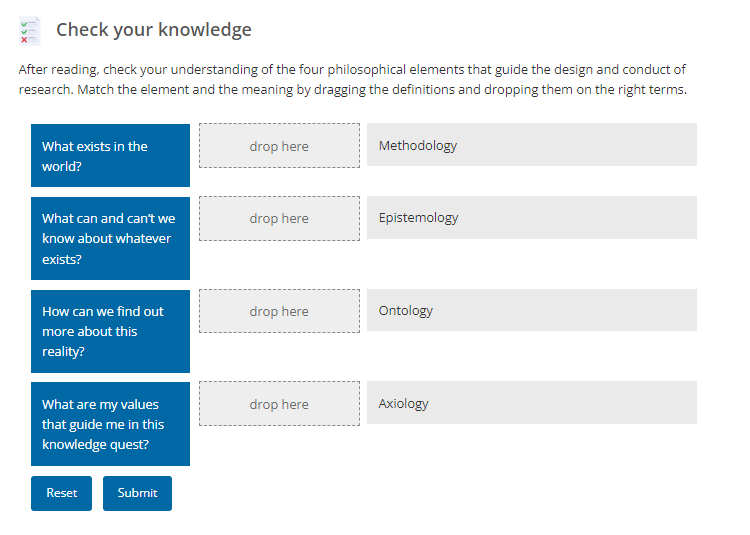 Check your knowledge
After reading, check your understanding of the four philosophical elements that guide the design and conduct of
research. Match the element and the meaning by dragging the definitions and dropping them on the right terms.
What exists in the
world?
drop here
Methodology
What can and can't we
know about whatever
exists?
drop here
Epistemology
How can we find out
more about this
reality?
drop here
Ontology
What are my values
that guide me in this
knowledge quest?
drop here
Axiology
Reset
Submit